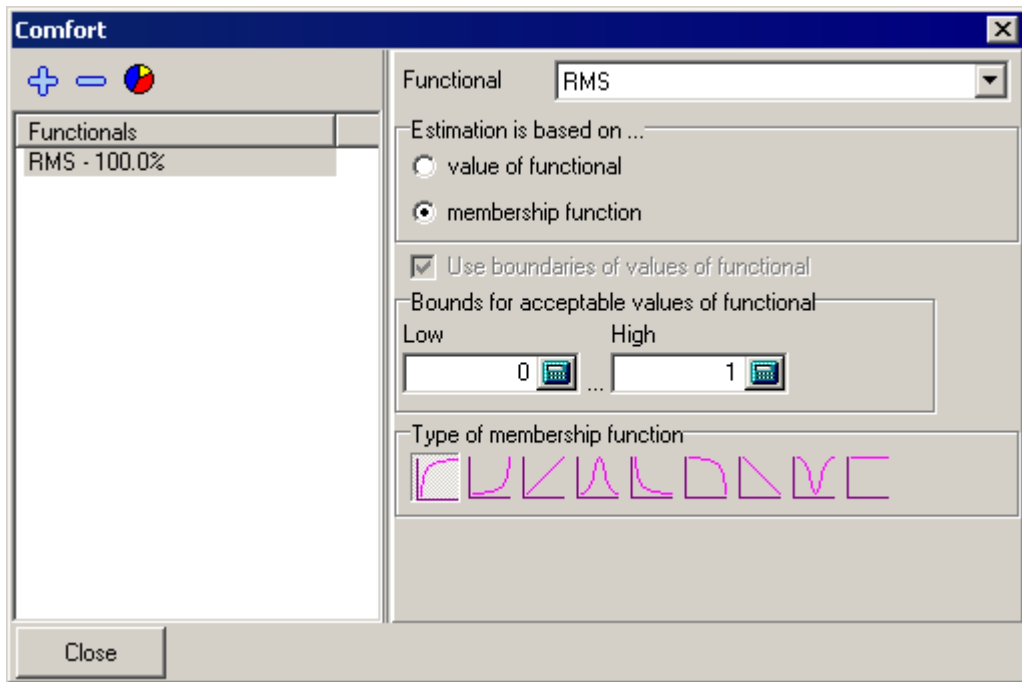 Comfort
Functionals
RMS - 100.0%
Functional RMS
Estimation is based on ...
value of functional
membership function
Use boundaries of values of functional
Bounds for acceptable values of functional
Low High
0 ... 1
Type of membership function
Close